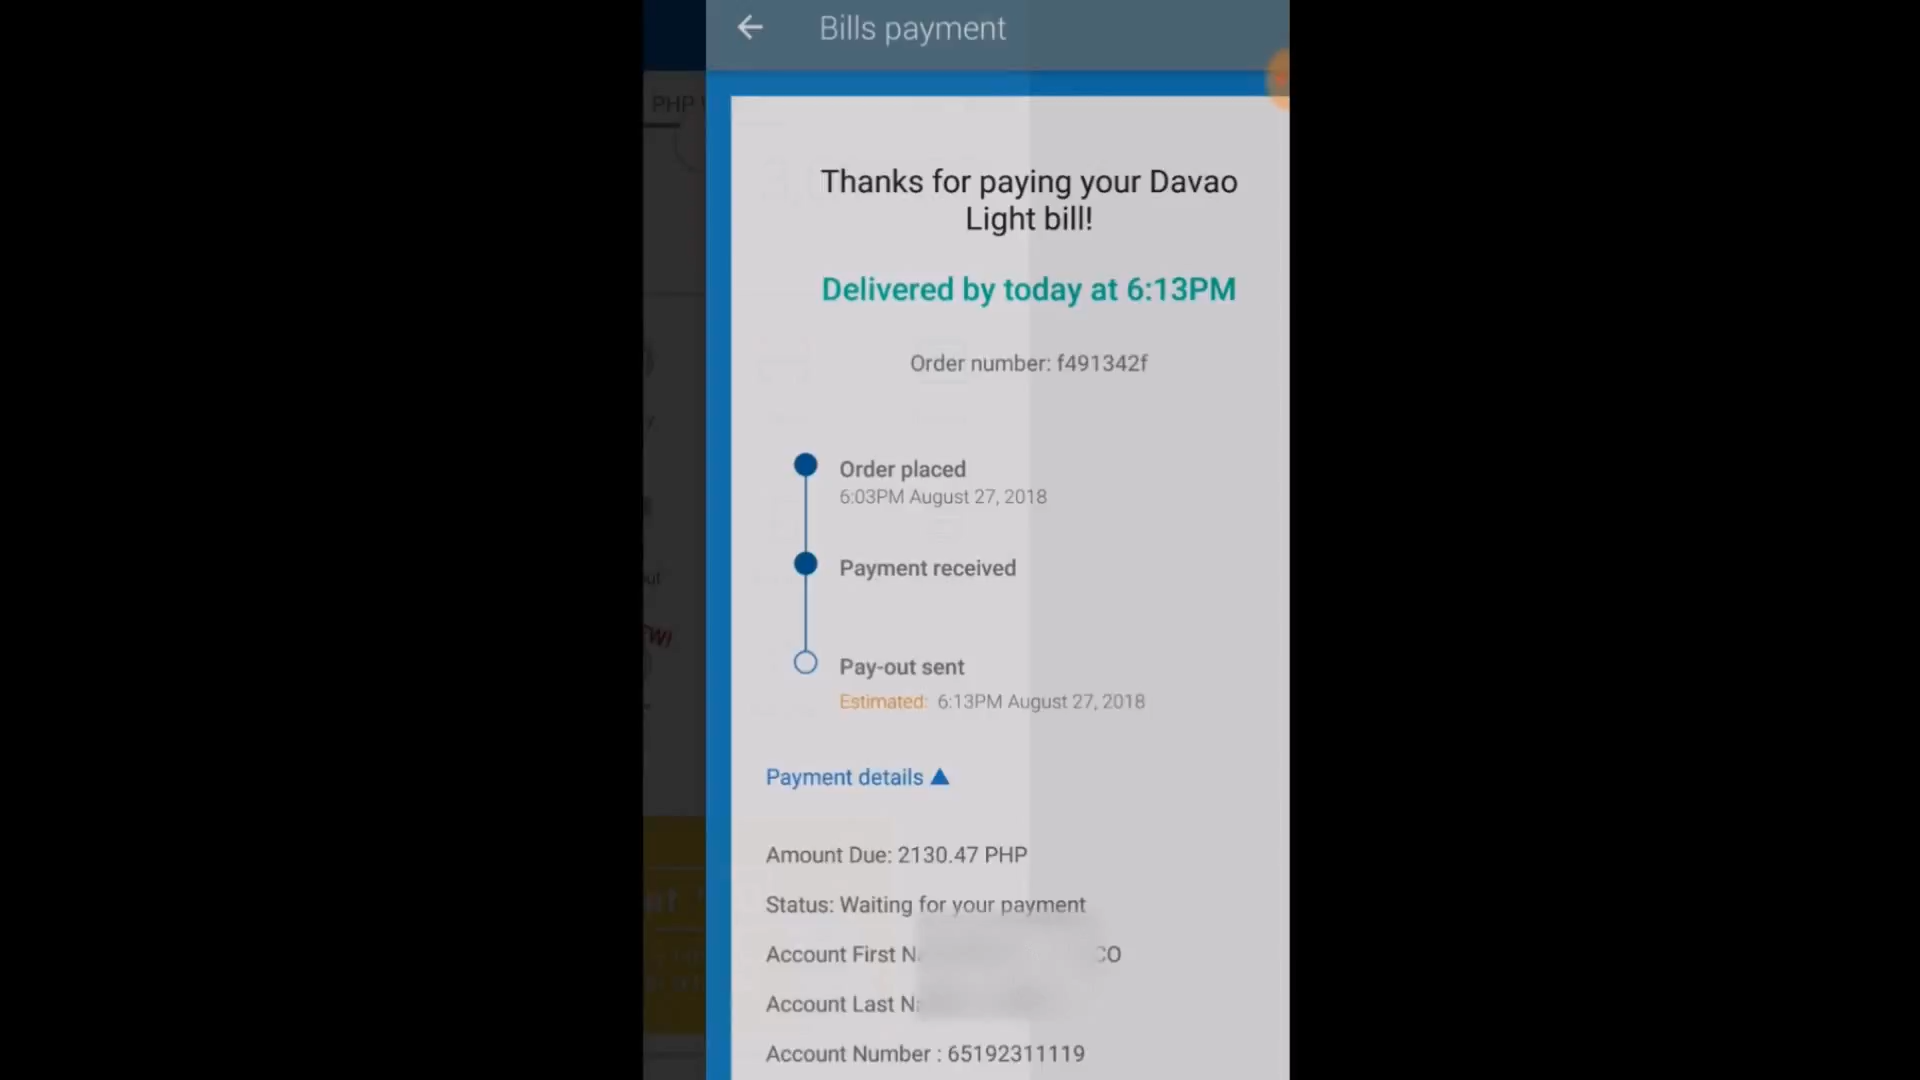 Bills payment
PHP
Thanks for paying your Davao
Light bill!
Delivered by today at 6:13PM
Order number: f491342f
Order placed
6:03PM August 27, 2018
Payment received
Pay-out sent
Estimated: 6:13PM August 27, 2018
Payment details
Amount Due: 2130.47 PHP
Status: Waiting for your payment
Account First
Account Last
Account Number : 65192311119